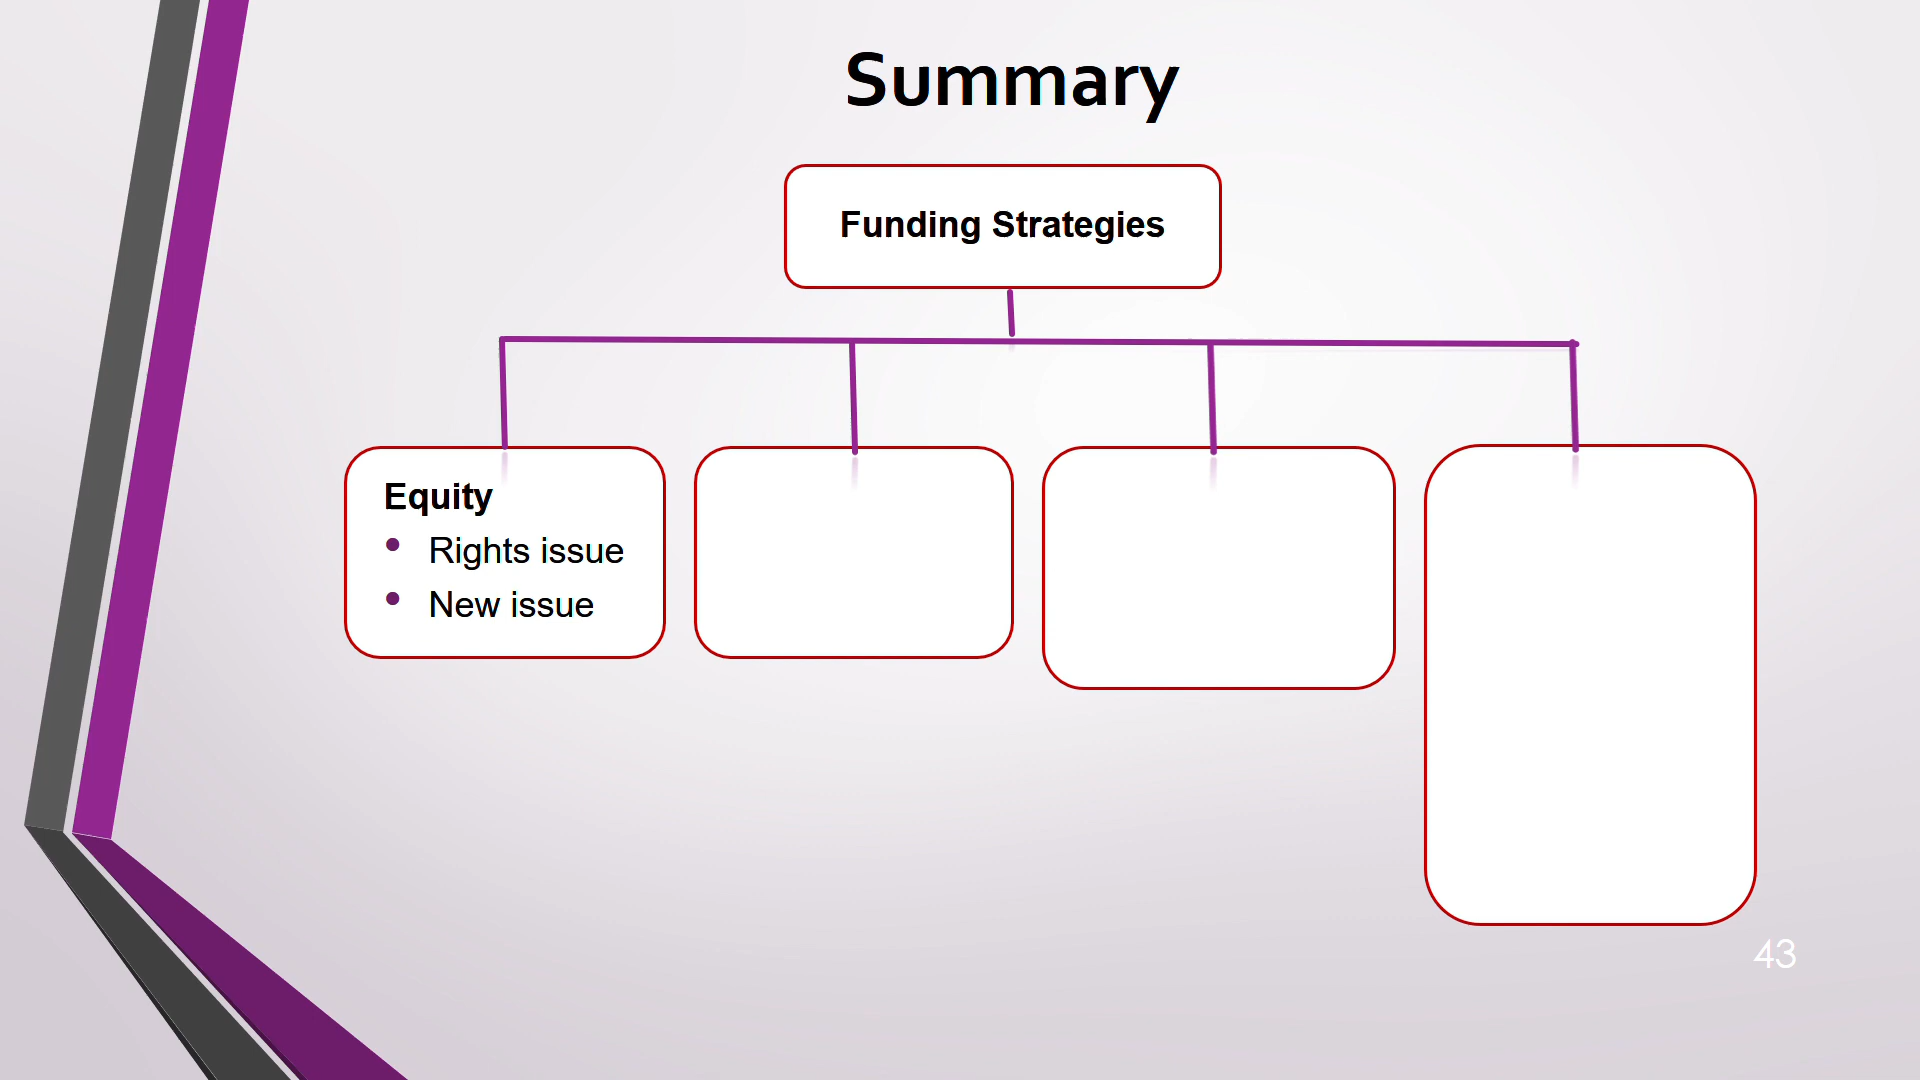 Summary
Funding Strategies
Equity
• Rights issue
• New issue
43